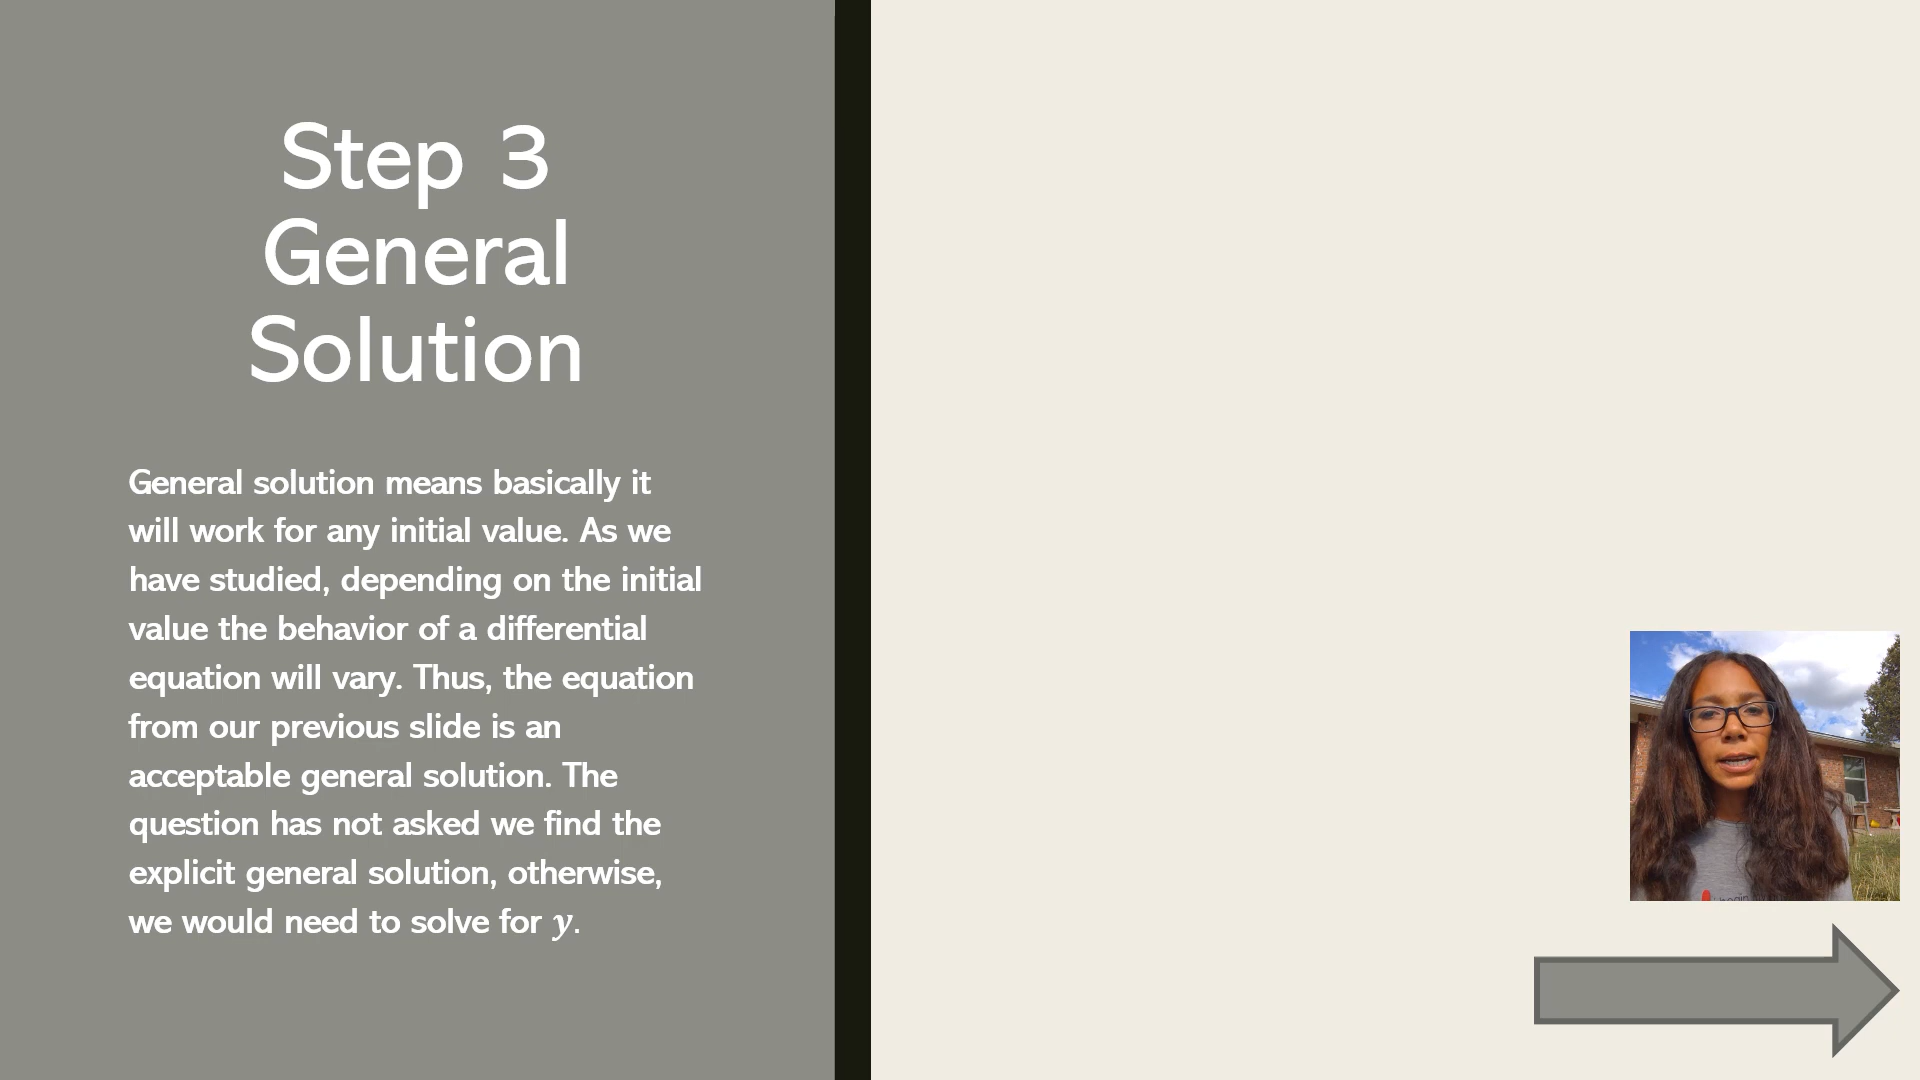 Step 3
General
Solution
General solution means basically it
will work for any initial value. As we
have studied, depending on the initial
value the behavior of a differential
equation will vary. Thus, the equation
from our previous slide is an
acceptable general solution. The
question has not asked we find the
explicit general solution, otherwise,
we would need to solve for y.